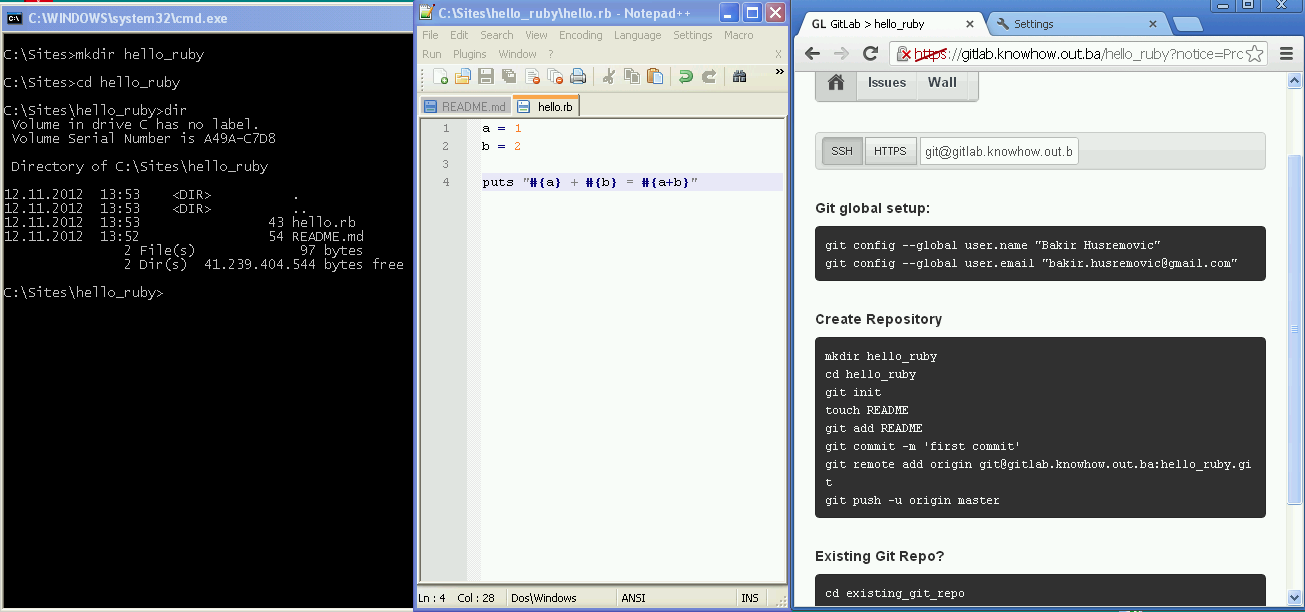 C:\WINDOWS\system32\cmd.exe
C:\Sites>mkdir hello_ruby
C:\Sites>cd hello_ruby
C:\Sites\hello_ruby>dir
Volume in drive C has no label.
Volume Serial Number is A49A-C7D8
Directory of C:\Sites\hello_ruby
12.11.2012 13:53 <DIR> .
12.11.2012 13:53 <DIR> ..
12.11.2012 13:53 43 hello.rb
12.11.2012 13:52 54 README.md
2 File(s) 97 bytes
2 Dir(s) 41.239.404.544 bytes free
C:\Sites\hello_ruby>
C:\Sites\hello_ruby\hello.rb - Notepad++
File Edit Search View Encoding Language Settings Macro
Run Plugins Window ? X
README.md hello.rb
1 a = 1
2 b = 2
3
4 puts "#{a} + #{b} = #{a+b}"
Ln : 4 Col : 28 Dos\Windows ANSI INS
GL GitLab > hello_ruby Settings
https://gitlab.knowhow.out.ba/hello_ruby?notice=Prc
Issues Wall
SSH HTTPS git@gitlab.knowhow.out.b
Git global setup:
git config --global user.name "Bakir Husremovic"
git config --global user.email "bakir.husremovic@gmail.com"
Create Repository
mkdir hello_ruby
cd hello_ruby
git init
touch README
git add README
git commit -m 'first commit'
git remote add origin git@gitlab.knowhow.out.ba:hello_ruby.gi
t
git push -u origin master
Existing Git Repo?
cd existing_git_repo